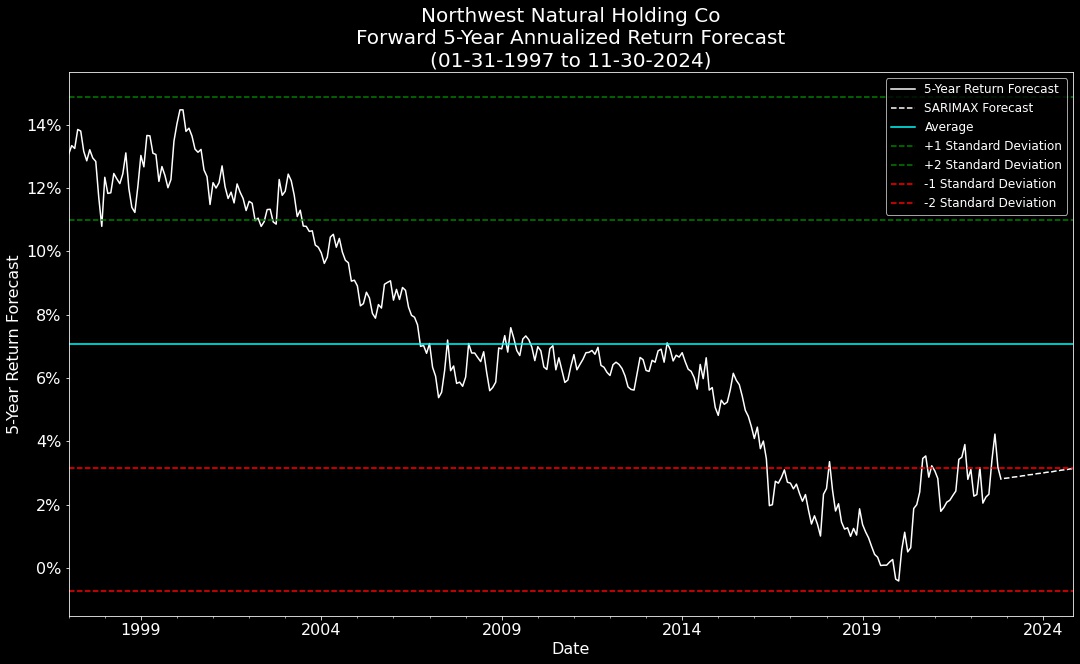 Northwest Natural Holding Co
Forward 5-Year Annualized Return Forecast
(01-31-1997 to 11-30-2024)
5-Year Return Forecast
SARIMAX Forecast
Average
+1 Standard Deviation
+2 Standard Deviation
-1 Standard Deviation
-2 Standard Deviation
5-Year Return Forecast
14%
12%
10%
8%
6%
4%
2%
0%
1999 2004 2009 2014 2019 2024
Date